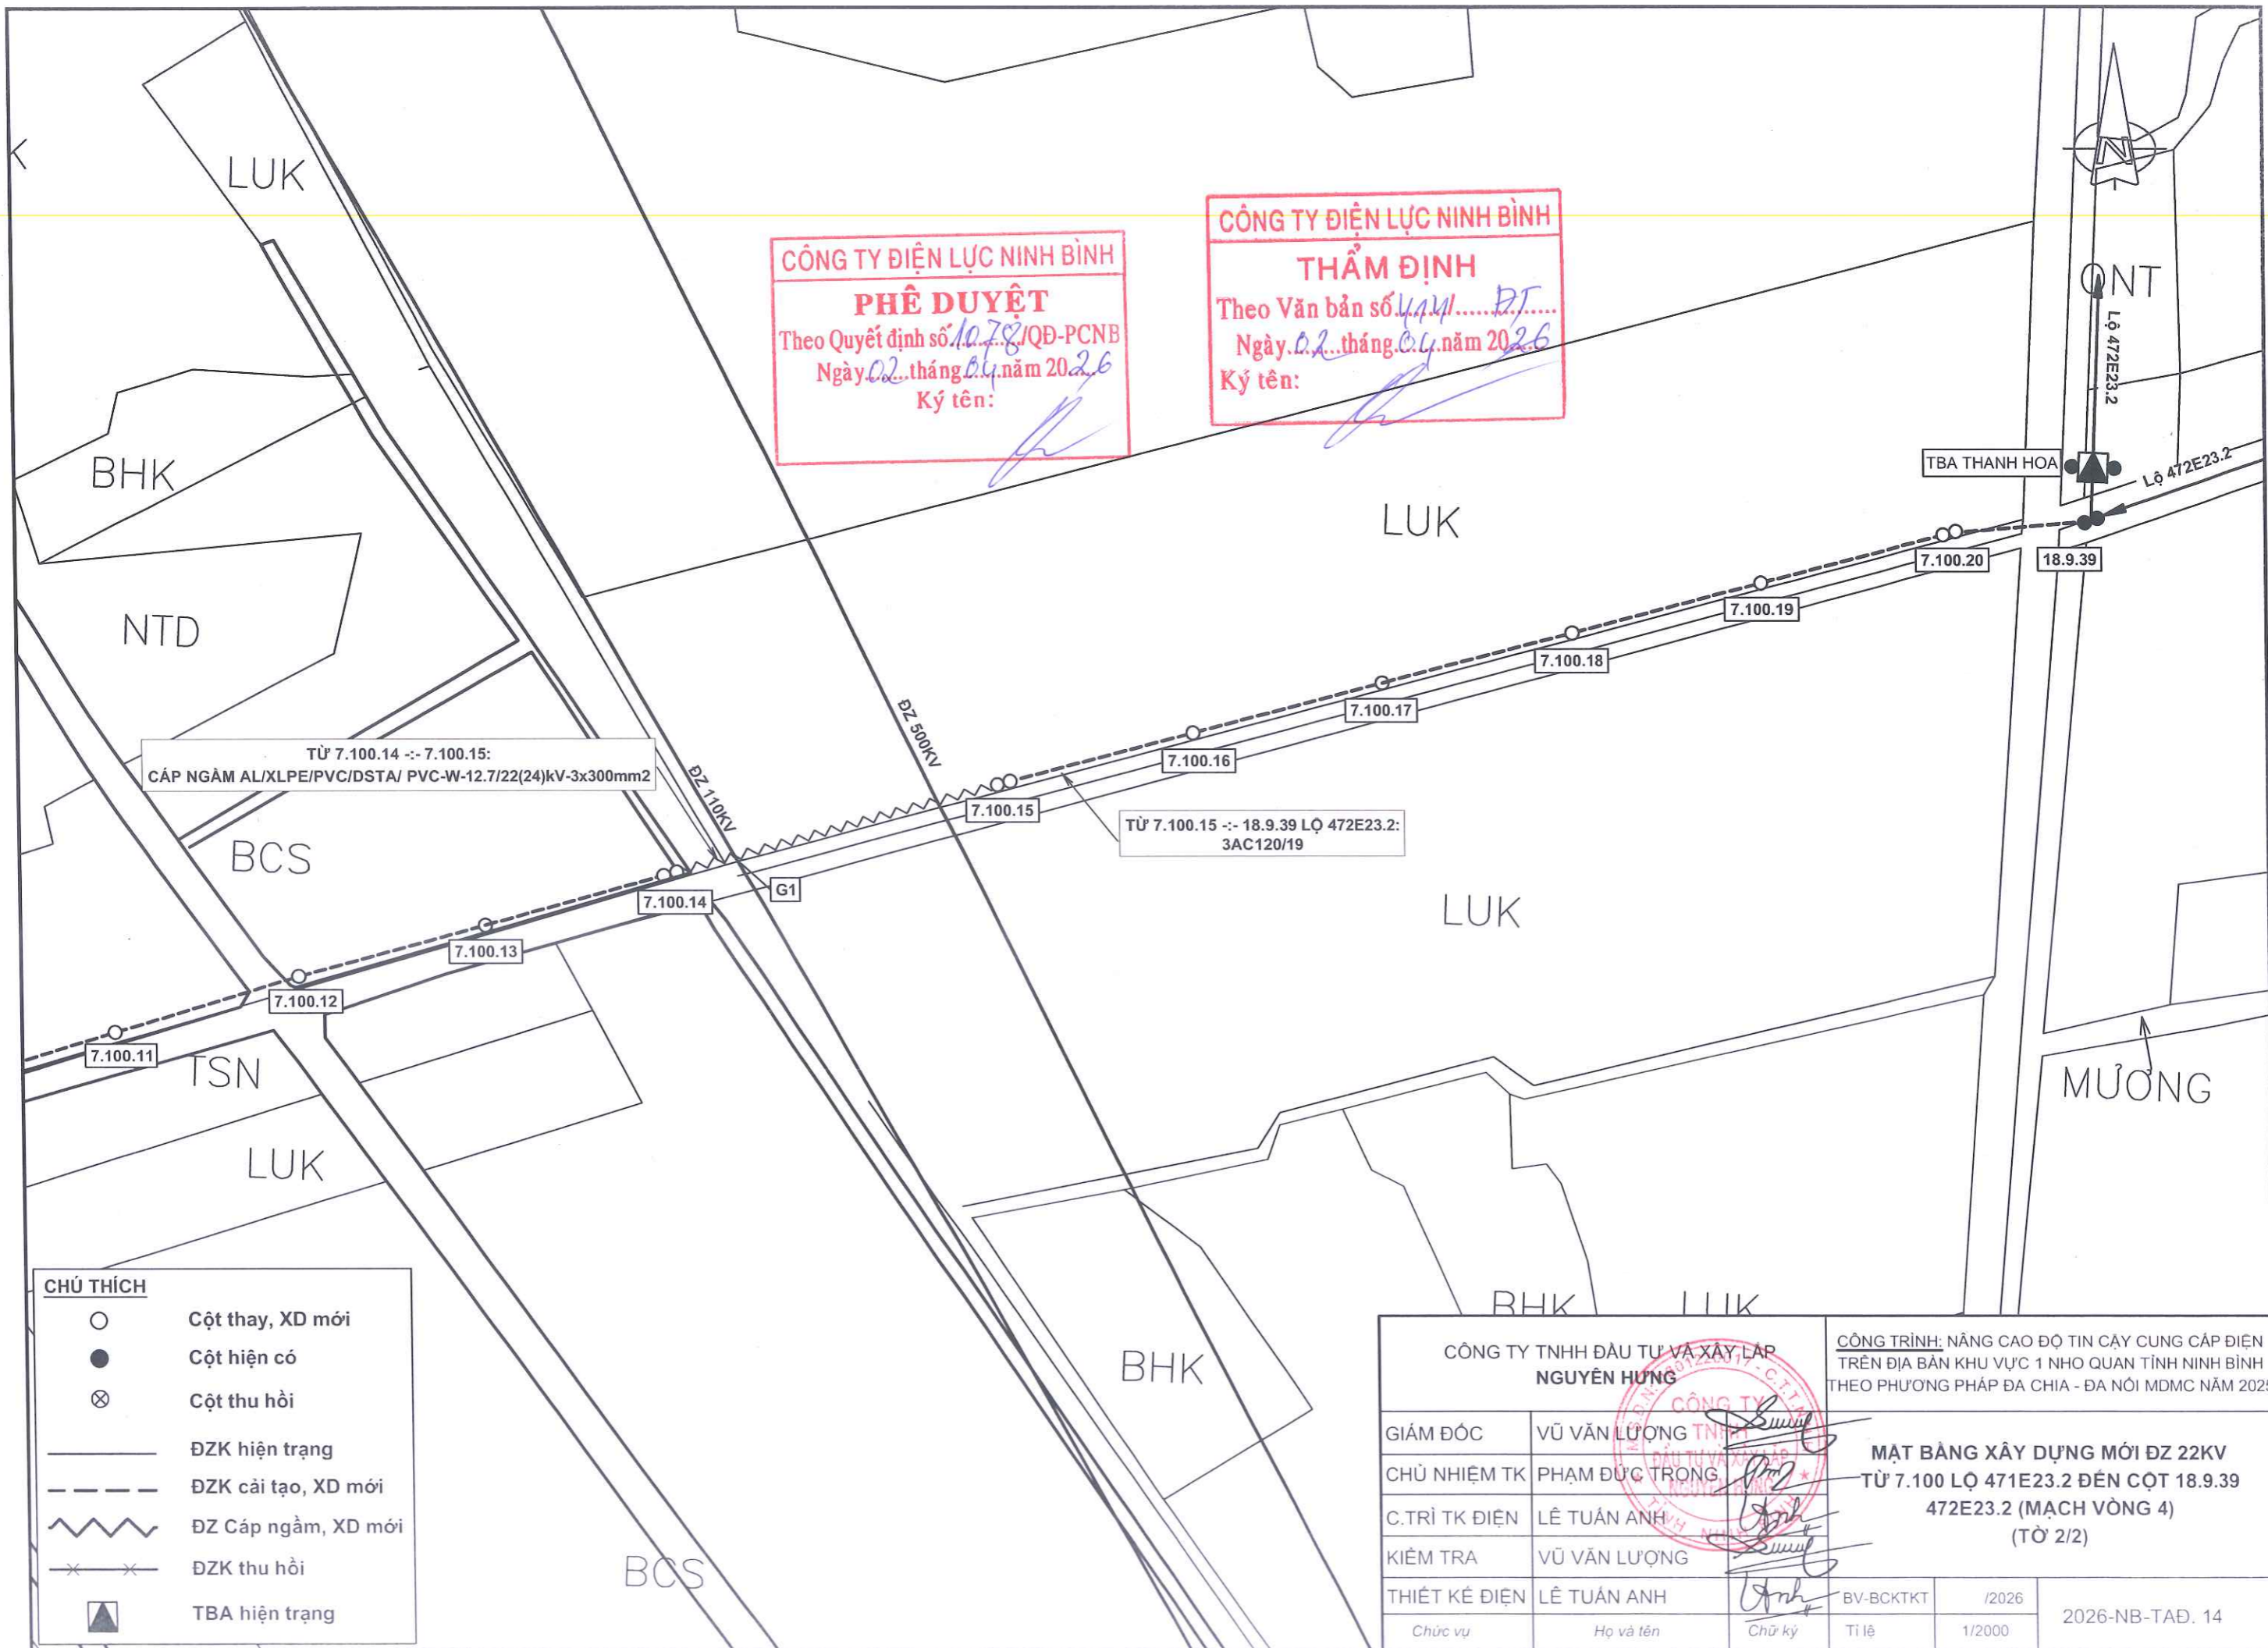 K
LUK
CÔNG TY ĐIỆN LỰC NINH BÌNH
PHÊ DUYỆT
Theo Quyết định số 1078/QĐ-PCNB
Ngày 02 tháng 04 năm 2026
Ký tên:
CÔNG TY ĐIỆN LỰC NINH BÌNH
THẨM ĐỊNH
Theo Văn bản số
Ngày 02 tháng 04 năm 2026
Ký tên:
N
ONT
Lộ 472E23.2
BHK
TBA THANH HOA
Lộ 472E23.2
LUK
7.100.20
18.9.39
NTD
7.100.19
7.100.18
7.100.17
ĐZ 500KV
TỪ 7.100.14 -:- 7.100.15:
CÁP NGẦM AL/XLPE/PVC/DSTA/ PVC-W-12.7/22(24)kV-3x300mm2
7.100.16
ĐZ 110KV
7.100.15
TỪ 7.100.15 -:- 18.9.39 LỘ 472E23.2:
3AC120/19
BCS
G1
7.100.14
LUK
7.100.13
7.100.12
7.100.11
TSN
MƯƠNG
LUK
BHK
LUK
BHK
BCS
CHÚ THÍCH
Cột thay, XD mới
Cột hiện có
Cột thu hồi
ĐZK hiện trạng
ĐZK cải tạo, XD mới
ĐZ Cáp ngầm, XD mới
ĐZK thu hồi
TBA hiện trạng
CÔNG TY TNHH ĐẦU TƯ VÀ XÂY LẮP
NGUYÊN HƯNG
CÔNG TRÌNH: NÂNG CAO ĐỘ TIN CẬY CUNG CẤP ĐIỆN
TRÊN ĐỊA BÀN KHU VỰC 1 NHO QUAN TỈNH NINH BÌNH
THEO PHƯƠNG PHÁP ĐA CHIA - ĐA NỐI MDMC NĂM 2025
GIÁM ĐỐC VŨ VĂN LƯỢNG
CHỦ NHIỆM TK PHẠM ĐỨC TRỌNG
C.TRÌ TK ĐIỆN LÊ TUẤN ANH
KIỂM TRA VŨ VĂN LƯỢNG
THIẾT KẾ ĐIỆN LÊ TUẤN ANH
Chức vụ Họ và tên Chữ ký
CÔNG TY
TNHH
ĐẦU TƯ VÀ XÂY LẮP
NGUYÊN HƯNG
MẶT BẰNG XÂY DỰNG MỚI ĐZ 22KV
TỪ 7.100 LỘ 471E23.2 ĐẾN CỘT 18.9.39
472E23.2 (MẠCH VÒNG 4)
(TỜ 2/2)
BV-BCKTKT /2026
Tỉ lệ 1/2000
2026-NB-TAĐ. 14